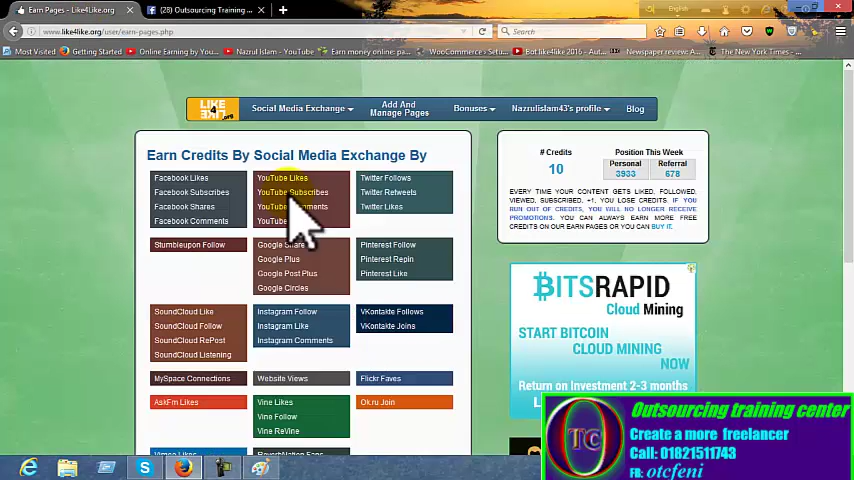 Earn Pages - Like4Like.org
(28) Outsourcing Training ...
English
www.like4like.org/user/earn-pages.php
Search
Most Visited
Getting Started
Online Earning by You...
Nazrul Islam - YouTube
Earn money online: pa...
WooCommerce › Setu...
Bot like4like 2016 - Aut...
Newspaper review: A...
The New York Times ...
LIKE
4
LIKE
.org
Social Media Exchange
Add And
Manage Pages
Bonuses
Nazrulislam43's profile
Blog
Earn Credits By Social Media Exchange By
Facebook Likes
Facebook Subscribes
Facebook Shares
Facebook Comments
YouTube Likes
YouTube Subscribes
YouTube Comments
YouTube
Twitter Follows
Twitter Retweets
Twitter Likes
Stumbleupon Follow
Google Share
Google Plus
Google Post Plus
Google Circles
Pinterest Follow
Pinterest Repin
Pinterest Like
SoundCloud Like
SoundCloud Follow
SoundCloud RePost
SoundCloud Listening
Instagram Follow
Instagram Like
Instagram Comments
VKontakte Follows
VKontakte Joins
MySpace Connections
Website Views
Flickr Faves
AskFm Likes
Vine Likes
Vine Follow
Vine ReVine
Ok.ru Join
Vimeo Likes
ReverbNation Fans
# Credits
10
Position This Week
Personal
3933
Referral
678
EVERY TIME YOUR CONTENT GETS LIKED, FOLLOWED,
VIEWED, SUBSCRIBED, +1, YOU LOSE CREDITS. IF YOU
RUN OUT OF CREDITS, YOU WILL NO LONGER RECEIVE
PROMOTIONS. YOU CAN ALWAYS EARN MORE FREE
CREDITS ON OUR EARN PAGES OR YOU CAN BUY IT.
BITSRAPID
Cloud Mining
START BITCOIN
CLOUD MINING
NOW
Return on Investment 2-3 months
OTC
Outsourcing training center
Create a more freelancer
Call: 01821511743
FB: otcfeni